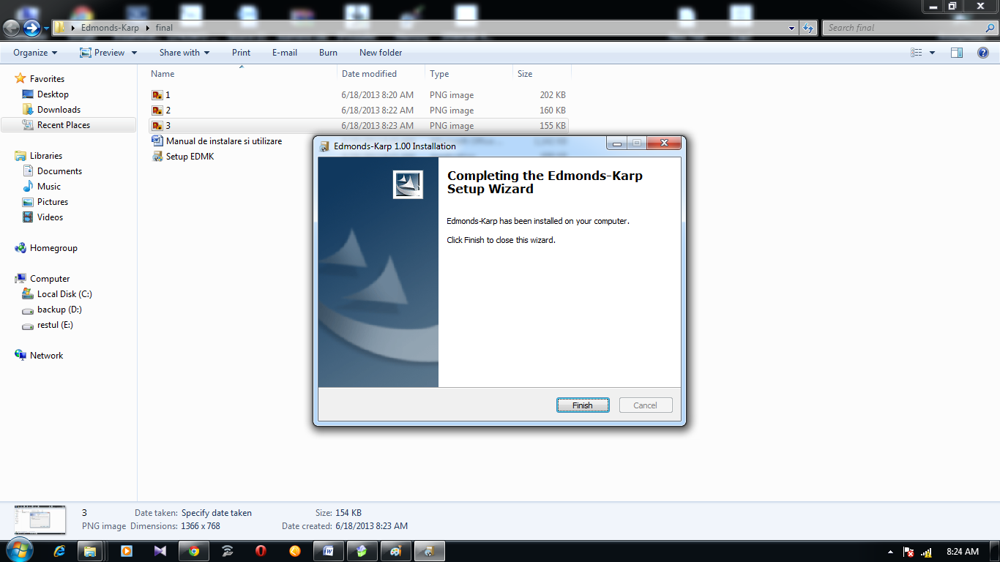 Edmonds-Karp final
Search final
Organize Preview Share with Print E-mail Burn New folder
Name Date modified Type Size
Favorites
Desktop
Downloads
Recent Places
Libraries
Documents
Music
Pictures
Videos
Homegroup
Computer
Local Disk (C:)
backup (D:)
restul (E:)
Network
1 6/18/2013 8:20 AM PNG image 202 KB
2 6/18/2013 8:22 AM PNG image 160 KB
3 6/18/2013 8:23 AM PNG image 155 KB
Manual de instalare si utilizare
Setup EDMK
Edmonds-Karp 1.00 Installation
Completing the Edmonds-Karp
Setup Wizard
Edmonds-Karp has been installed on your computer.
Click Finish to close this wizard.
Finish Cancel
3 Date taken: Specify date taken Size: 154 KB
PNG image Dimensions: 1366 x 768 Date created: 6/18/2013 8:23 AM
8:24 AM